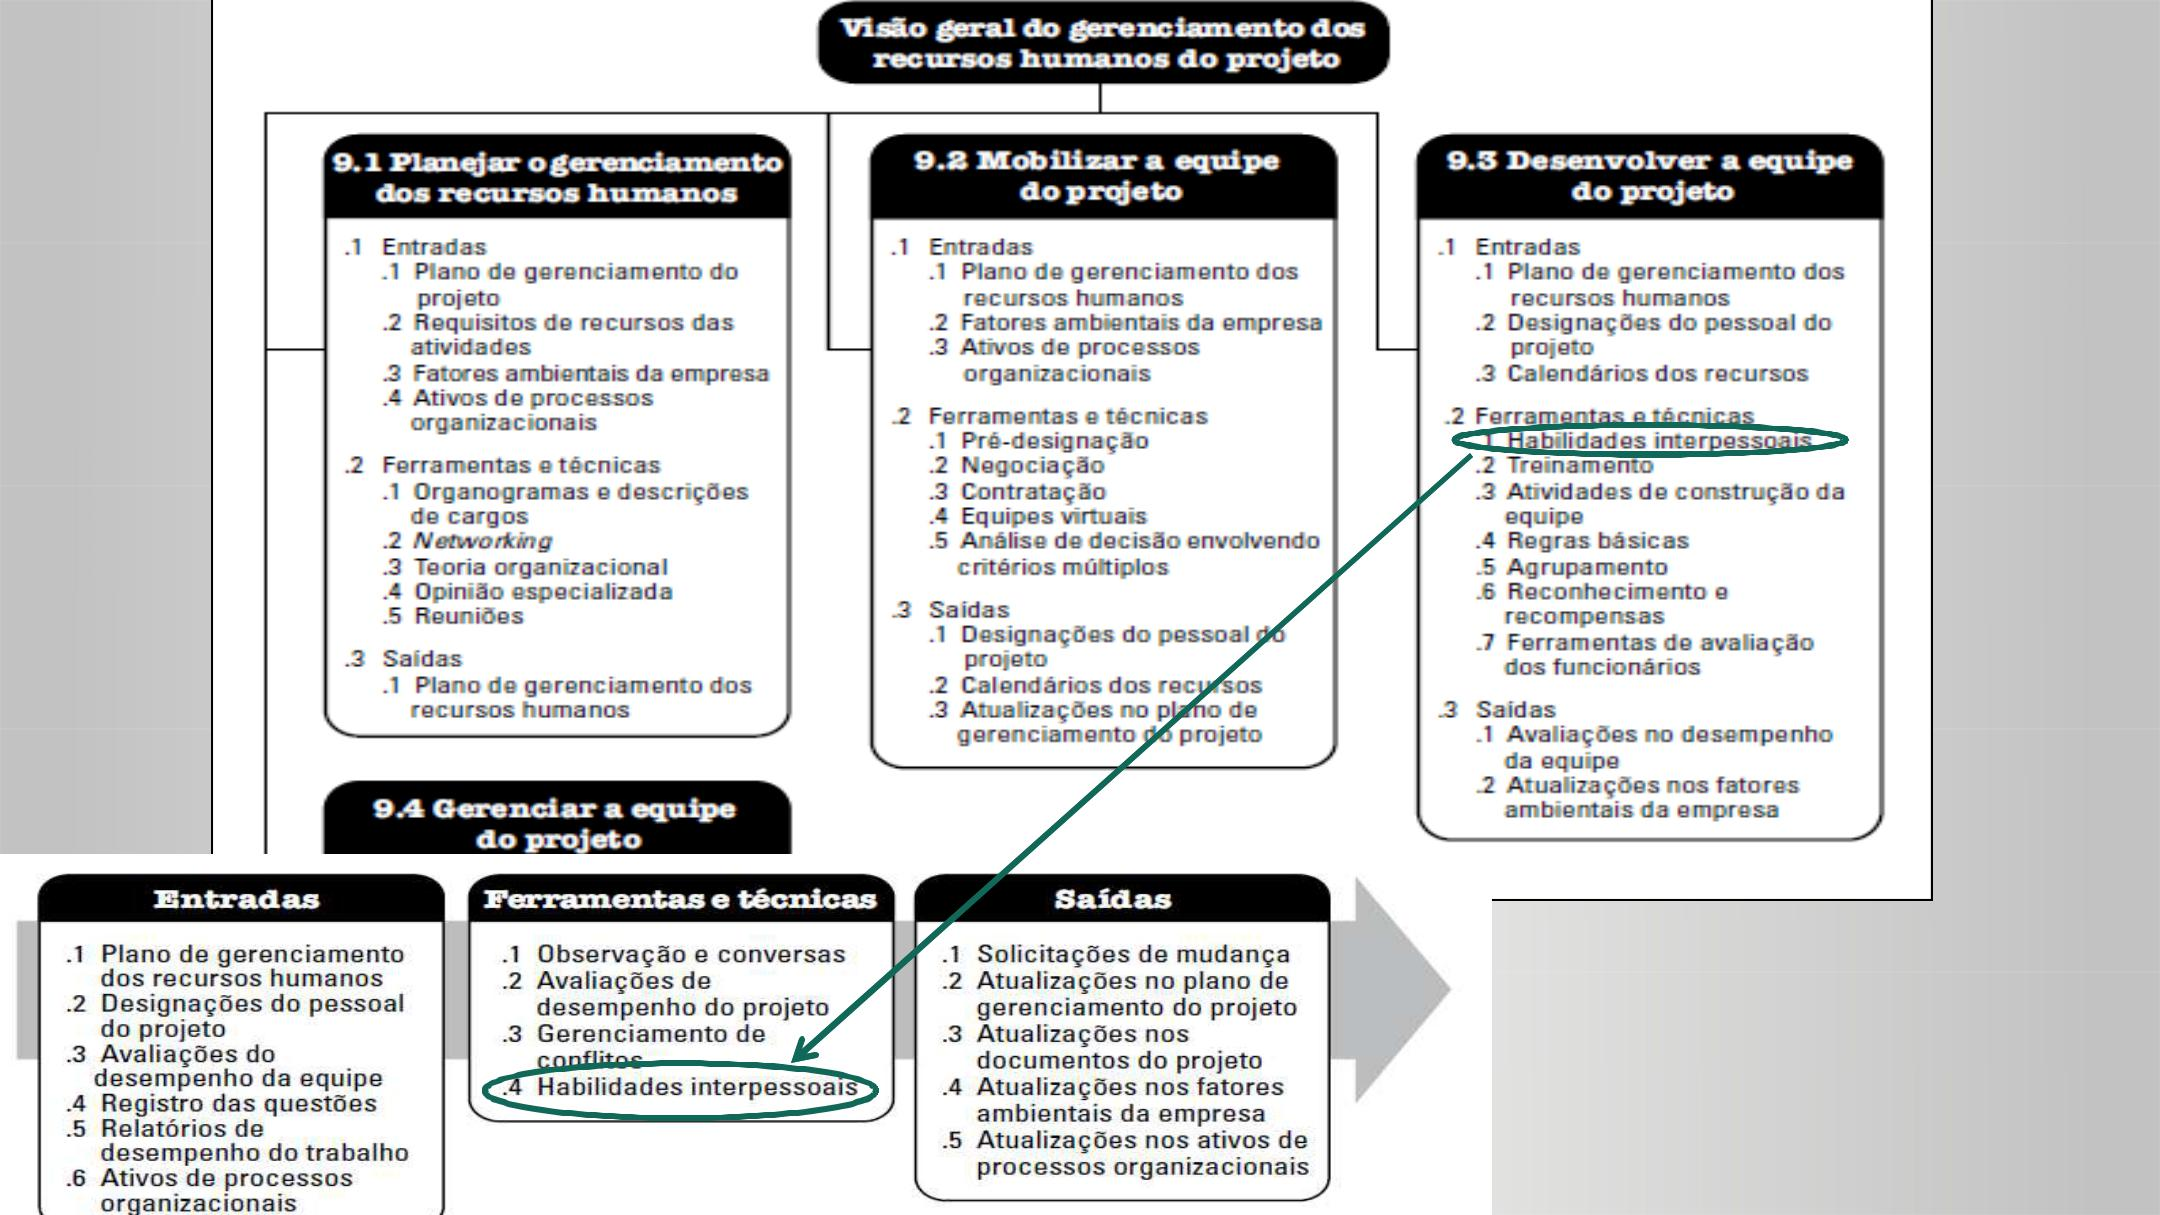 Visão geral do gerenciamento dos
recursos humanos do projeto
9.1 Planejar o gerenciamento
dos recursos humanos
.1 Entradas
.1 Plano de gerenciamento do
projeto
.2 Requisitos de recursos das
atividades
.3 Fatores ambientais da empresa
.4 Ativos de processos
organizacionais
.2 Ferramentas e técnicas
.1 Organogramas e descrições
de cargos
.2 Networking
.3 Teoria organizacional
.4 Opinião especializada
.5 Reuniões
.3 Saídas
.1 Plano de gerenciamento dos
recursos humanos
9.2 Mobilizar a equipe
do projeto
.1 Entradas
.1 Plano de gerenciamento dos
recursos humanos
.2 Fatores ambientais da empresa
.3 Ativos de processos
organizacionais
.2 Ferramentas e técnicas
.1 Pré-designação
.2 Negociação
.3 Contratação
.4 Equipes virtuais
.5 Análise de decisão envolvendo
critérios múltiplos
.3 Saídas
.1 Designações do pessoal do
projeto
.2 Calendários dos recursos
.3 Atualizações no plano de
gerenciamento do projeto
9.3 Desenvolver a equipe
do projeto
.1 Entradas
.1 Plano de gerenciamento dos
recursos humanos
.2 Designações do pessoal do
projeto
.3 Calendários dos recursos
.2 Ferramentas e técnicas
.1 Habilidades interpessoais
.2 Treinamento
.3 Atividades de construção da
equipe
.4 Regras básicas
.5 Agrupamento
.6 Reconhecimento e
recompensas
.7 Ferramentas de avaliação
dos funcionários
.3 Saídas
.1 Avaliações no desempenho
da equipe
.2 Atualizações nos fatores
ambientais da empresa
9.4 Gerenciar a equipe
do projeto
Entradas
.1 Plano de gerenciamento
dos recursos humanos
.2 Designações do pessoal
do projeto
.3 Avaliações do
desempenho da equipe
.4 Registro das questões
.5 Relatórios de
desempenho do trabalho
.6 Ativos de processos
organizacionais
Ferramentas e técnicas
.1 Observação e conversas
.2 Avaliações de
desempenho do projeto
.3 Gerenciamento de
conflitos
.4 Habilidades interpessoais
Saídas
.1 Solicitações de mudança
.2 Atualizações no plano de
gerenciamento do projeto
.3 Atualizações nos
documentos do projeto
.4 Atualizações nos fatores
ambientais da empresa
.5 Atualizações nos ativos de
processos organizacionais